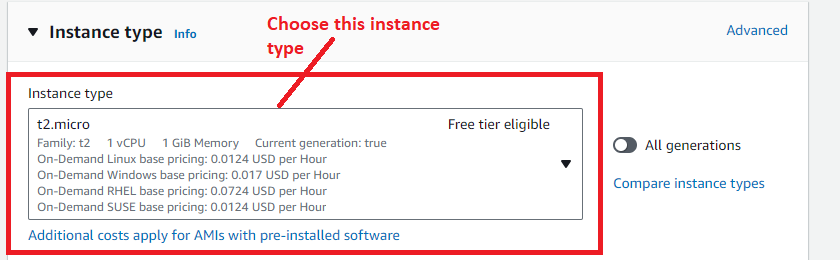 Choose this instance
type
Instance type Info
Advanced
Instance type
t2.micro
Free tier eligible
Family: t2 1 vCPU 1 GiB Memory Current generation: true
On-Demand Linux base pricing: 0.0124 USD per Hour
On-Demand Windows base pricing: 0.017 USD per Hour
On-Demand RHEL base pricing: 0.0724 USD per Hour
On-Demand SUSE base pricing: 0.0124 USD per Hour
All generations
Compare instance types
Additional costs apply for AMIs with pre-installed software